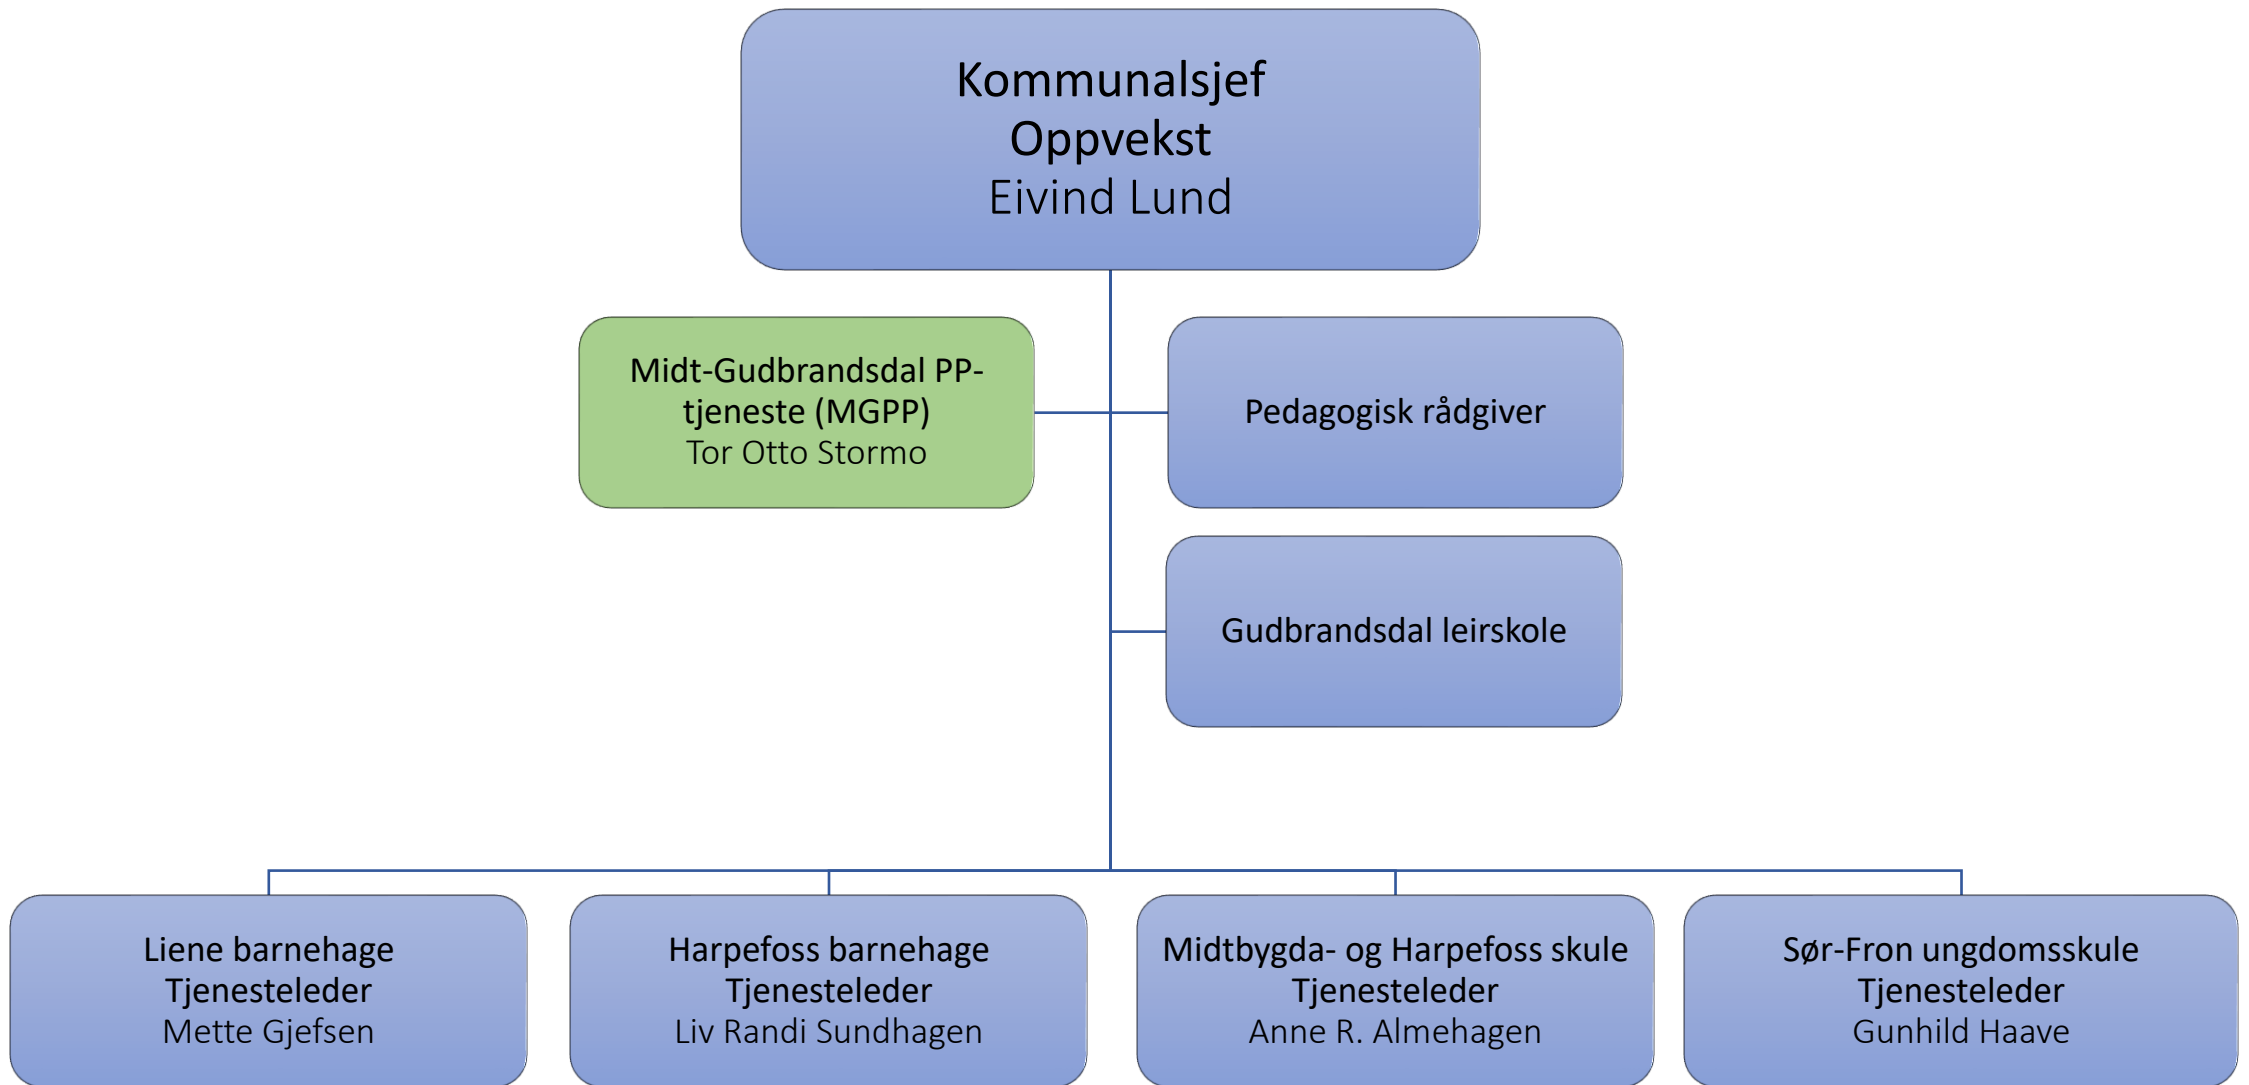 Kommunalsjef
Oppvekst
Eivind Lund
Midt-Gudbrandsdal PP-
tjeneste (MGPP)
Tor Otto Stormo
Pedagogisk rådgiver
Gudbrandsdal leirskole
Liene barnehage
Tjenesteleder
Mette Gjefsen
Harpefoss barnehage
Tjenesteleder
Liv Randi Sundhagen
Midtbygda- og Harpefoss skule
Tjenesteleder
Anne R. Almehagen
Sør-Fron ungdomsskule
Tjenesteleder
Gunhild Haave